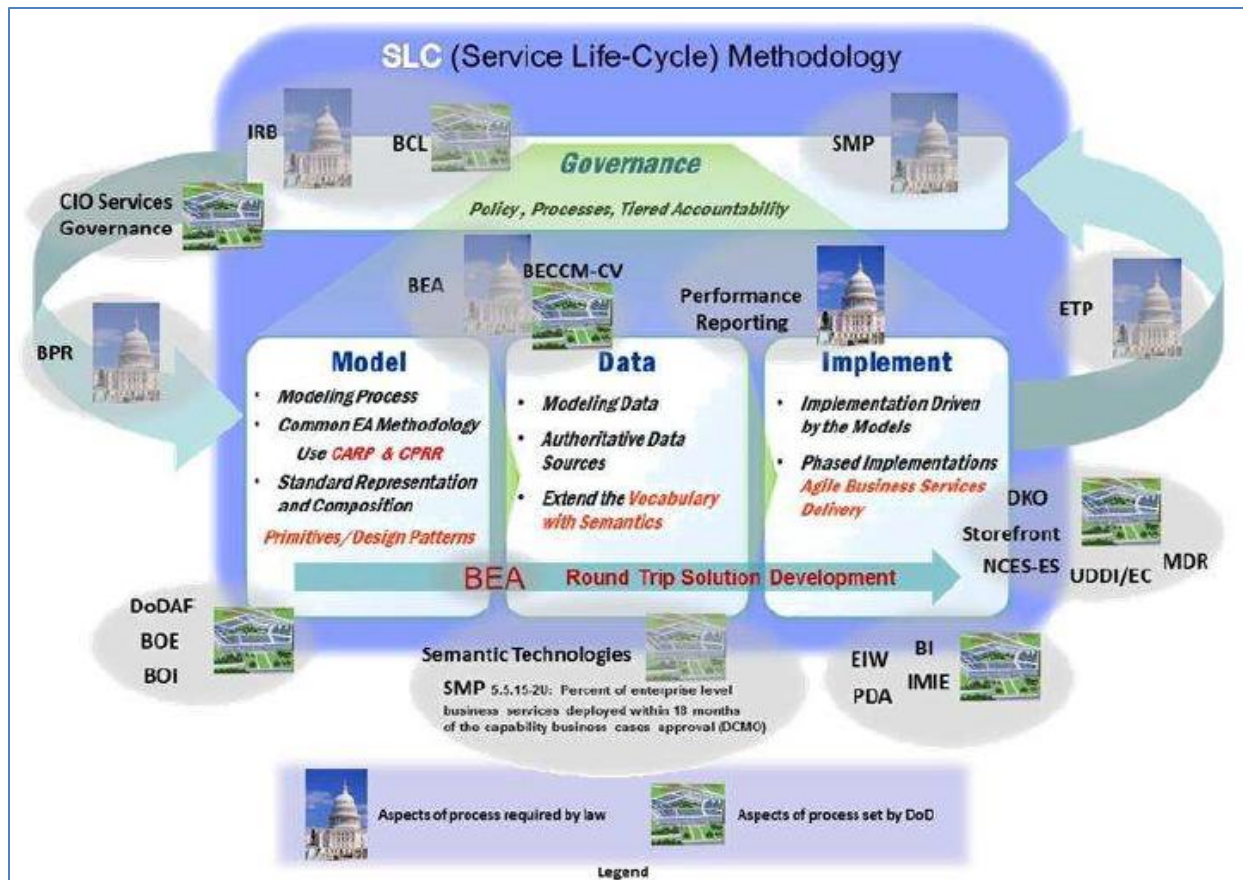 SLC (Service Life-Cycle) Methodology
IRB
BCL
SMP
Governance
CIO Services
Governance
Policy, Processes, Tiered Accountability
BEA
BECCM-CV
Performance
Reporting
ETP
BPR
Model
• Modeling Process
• Common EA Methodology
Use CARP & CPRR
• Standard Representation
and Composition
Primitives/Design Patterns
Data
• Modeling Data
• Authoritative Data
Sources
• Extend the Vocabulary
with Semantics
Implement
• Implementation Driven
by the Models
• Phased Implementations
Agile Business Services
Delivery
DKO
Storefront
NCES-ES
UDDI/EC
MDR
BEA Round Trip Solution Development
DoDAF
BOE
BOI
Semantic Technologies
SMP 5.5.15-2U: Percent of enterprise level
business services deployed within 18 months
of the capability business cases approval (DCMO)
EIW
BI
PDA
IMIE
Aspects of process required by law
Aspects of process set by DoD
Legend